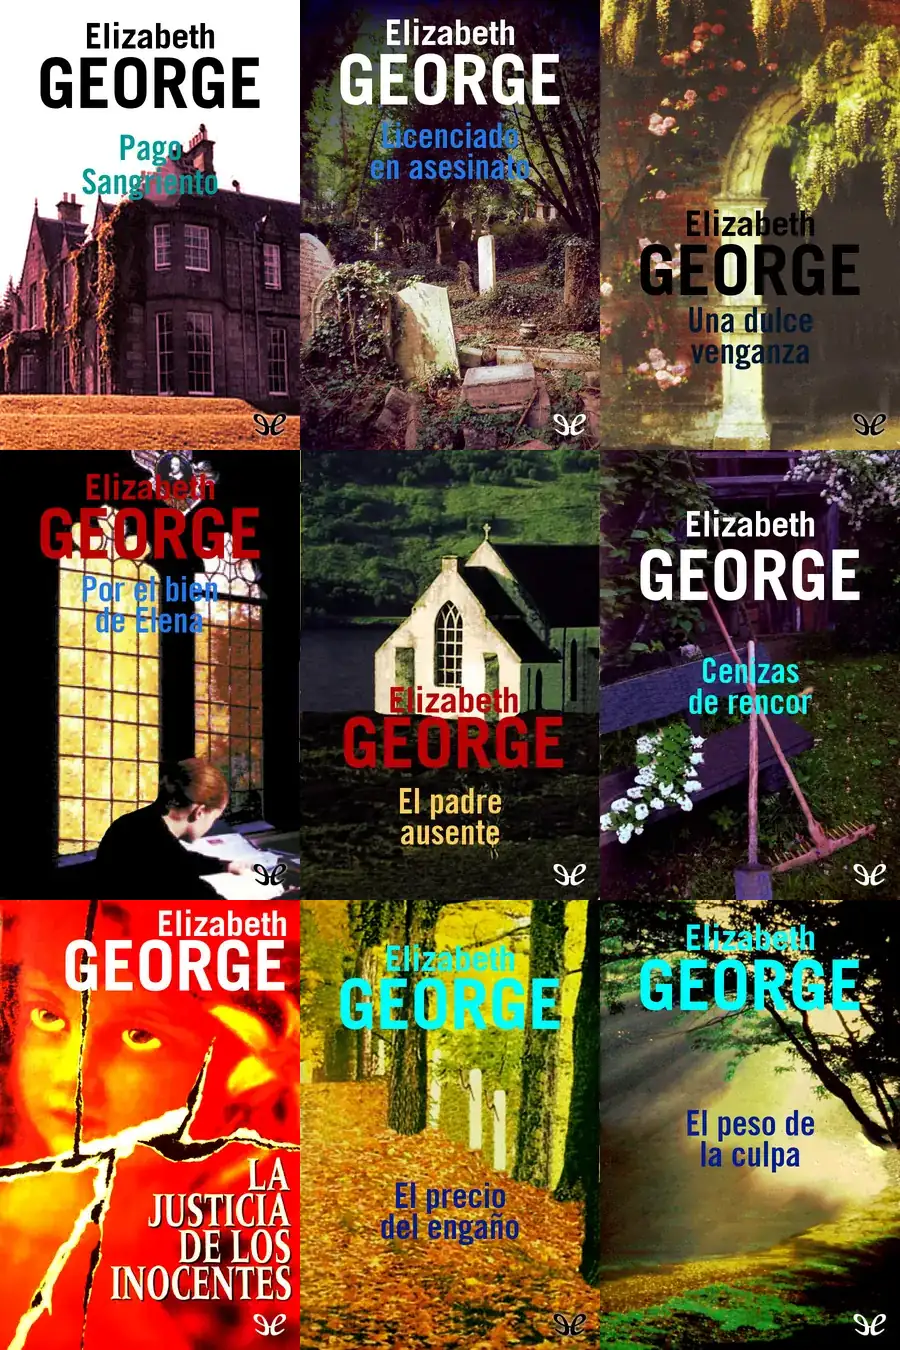 Elizabeth
GEORGE
Pago
Sangriento
Elizabeth
GEORGE
Licenciado
en asesinato
Elizabeth
GEORGE
Una dulce
venganza
Elizabeth
GEORGE
Por el bien
de Elena
Elizabeth
GEORGE
El padre
ausente
Elizabeth
GEORGE
Cenizas
de rencor
Elizabeth
GEORGE
LA
JUSTICIA
DE LOS
INOCENTES
Elizabeth
GEORGE
El precio
del engaño
Elizabeth
GEORGE
El peso de
la culpa